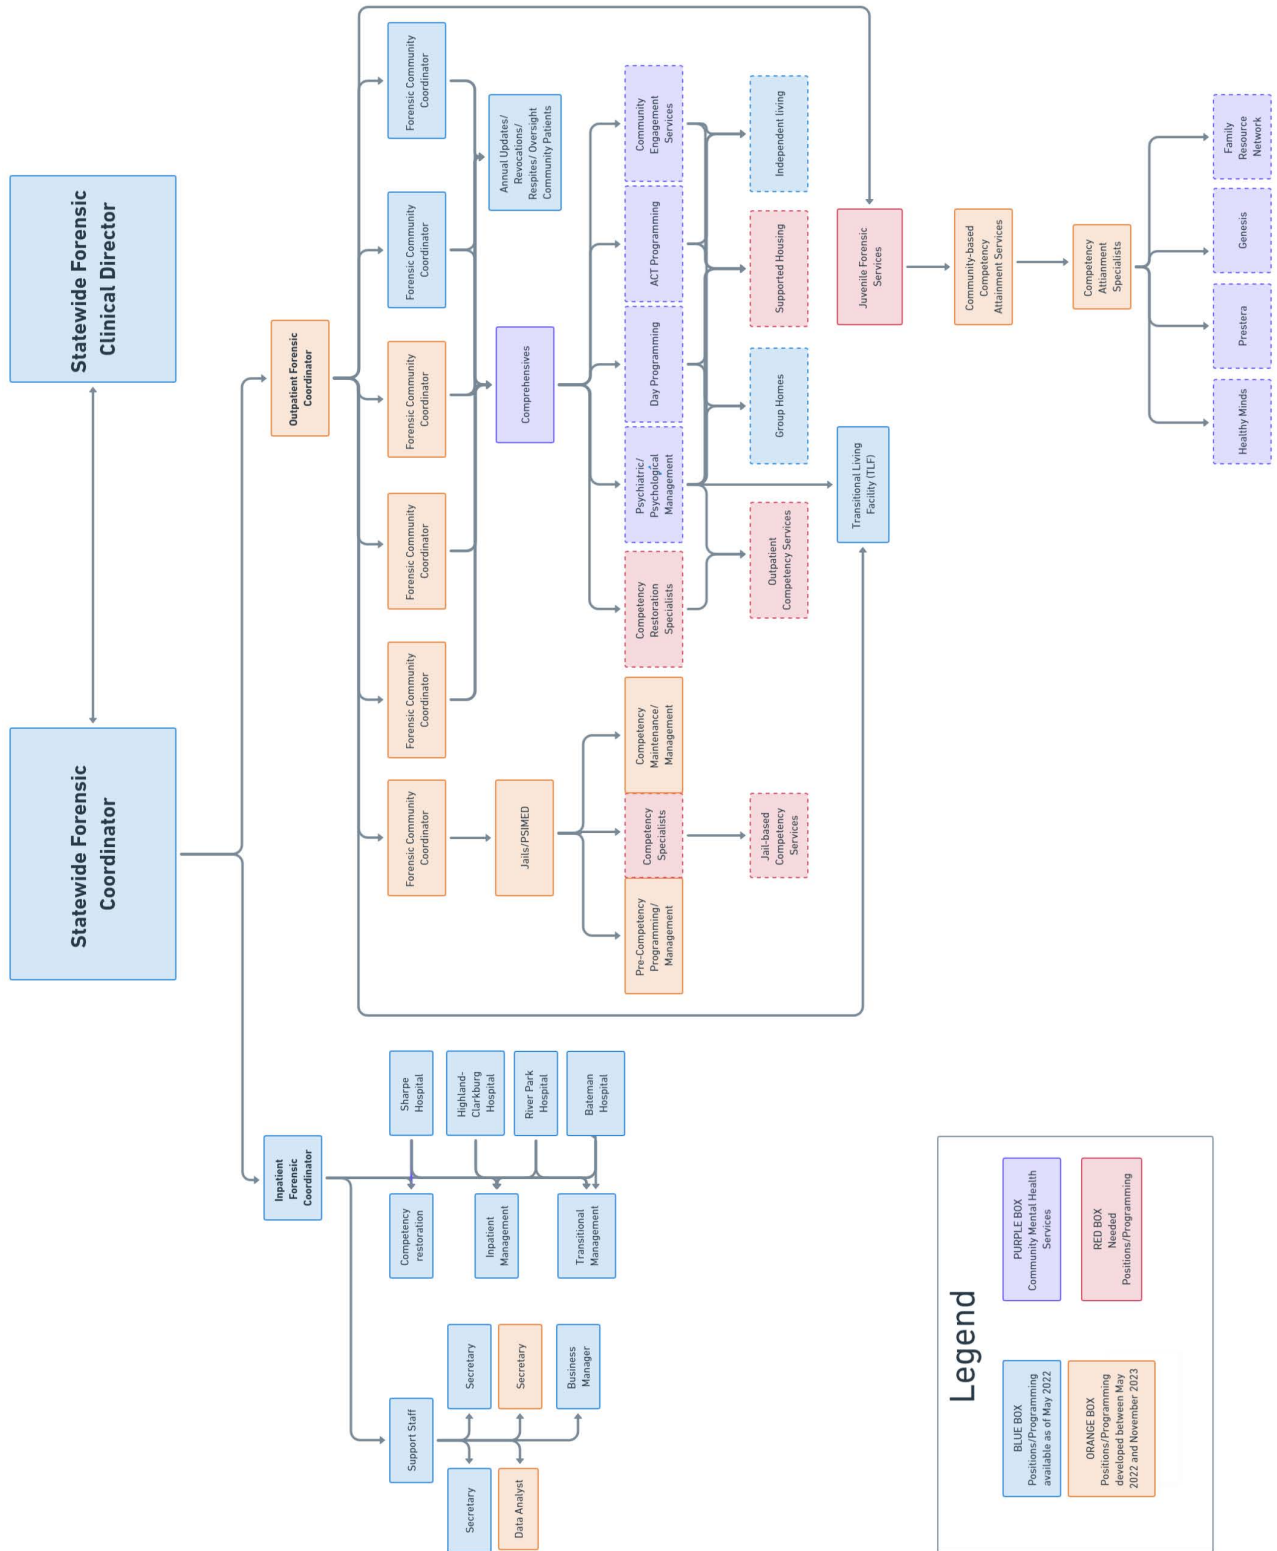 Statewide Forensic
Coordinator
Statewide Forensic
Clinical Director
Inpatient
Forensic
Coordinator
Outpatient Forensic
Coordinator
Support Staff
Secretary
Secretary
Data Analyst
Secretary
Business
Manager
Competency
restoration
Inpatient
Management
Transitional
Management
Sharpe
Hospital
Highland-
Clarkburg
Hospital
River Park
Hospital
Bateman
Hospital
Forensic Community
Coordinator
Forensic Community
Coordinator
Forensic Community
Coordinator
Forensic Community
Coordinator
Forensic Community
Coordinator
Forensic Community
Coordinator
Jails/PSIMED
Comprehensives
Annual Updates/
Revocations/
Respites/ Oversight
Community Patients
Pre-Competency
Programming/
Management
Competency
Specialists
Competency
Maintenance/
Management
Competency
Restoration
Specialists
Psychiatric/
Psychological
Management
Day Programming
ACT Programming
Community
Engagement
Services
Jail-based
Competency
Services
Outpatient
Competency Services
Group Homes
Supported Housing
Independent living
Transitional Living
Facility (TLF)
Juvenile Forensic
Services
Community-based
Competency
Attainment Services
Competency
Attianment
Specialists
Healthy Minds
Prestera
Genesis
Family
Resource
Network
Legend
BLUE BOX
Positions/Programming
available as of May 2022
PURPLE BOX
Community Mental Health
Services
ORANGE BOX
Positions/Programming
developed between May
2022 and November 2023
RED BOX
Needed
Positions/Programming